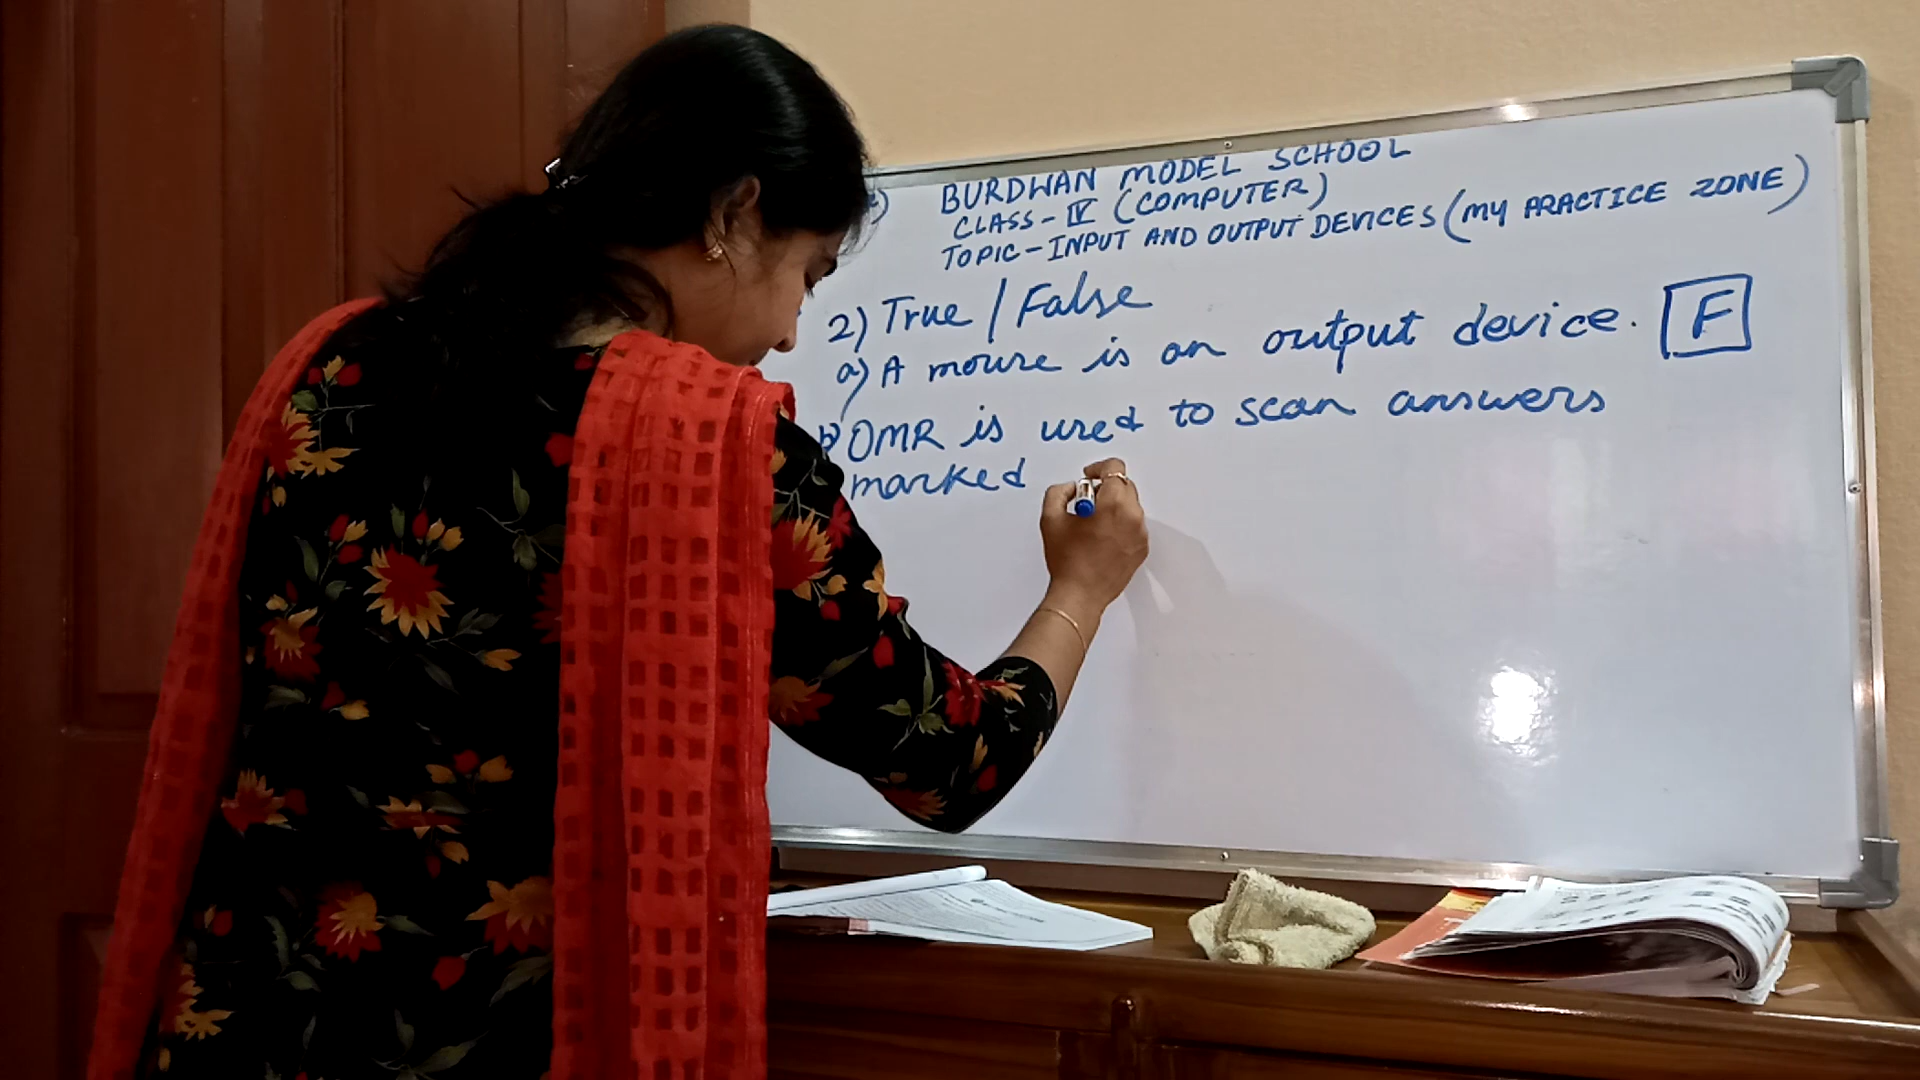 BURDWAN MODEL SCHOOL
CLASS-IV (COMPUTER)
TOPIC-INPUT AND OUTPUT DEVICES (MY PRACTICE ZONE)
2) True / False
a) A mouse is an output device. F
b) OMR is used to scan answers
marked